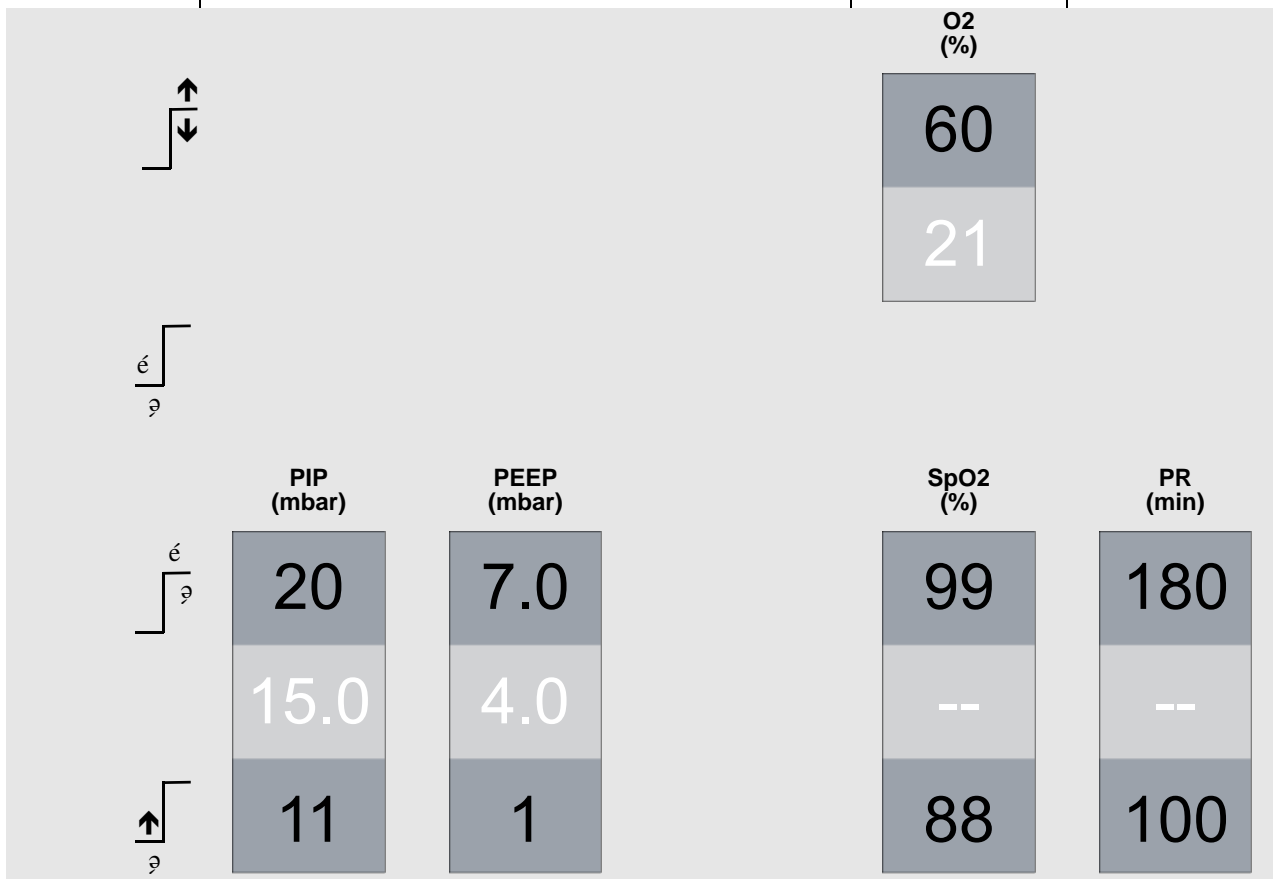 O2
(%)
60
21
é
é
PIP
(mbar)
PEEP
(mbar)
SpO2
(%)
PR
(min)
é
é
20
7.0
99
180
15.0
4.0
--
--
11
1
88
100
é